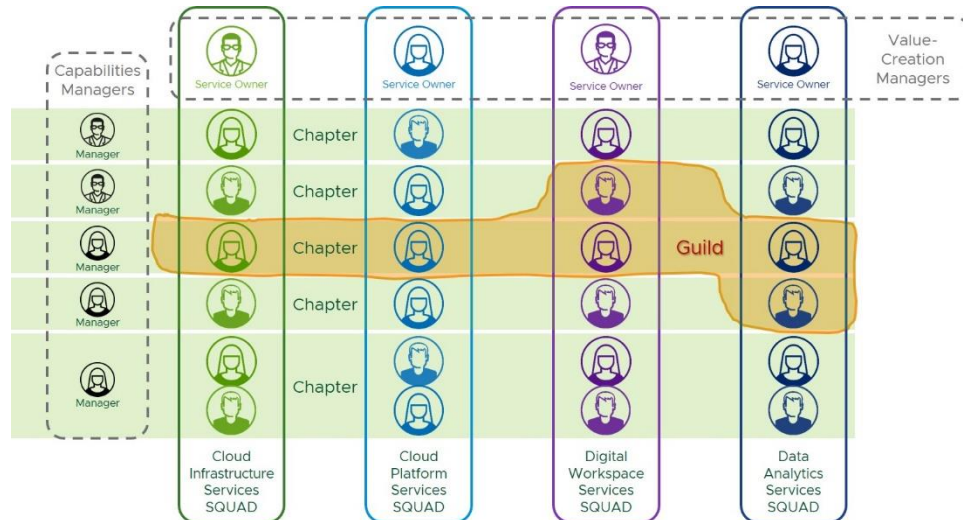 Value-
Creation
Managers
Capabilities
Managers
Service Owner
Service Owner
Service Owner
Service Owner
Manager
Chapter
Manager
Chapter
Manager
Chapter
Guild
Manager
Chapter
Manager
Chapter
Cloud
Infrastructure
Services
SQUAD
Cloud
Platform
Services
SQUAD
Digital
Workspace
Services
SQUAD
Data
Analytics
Services
SQUAD